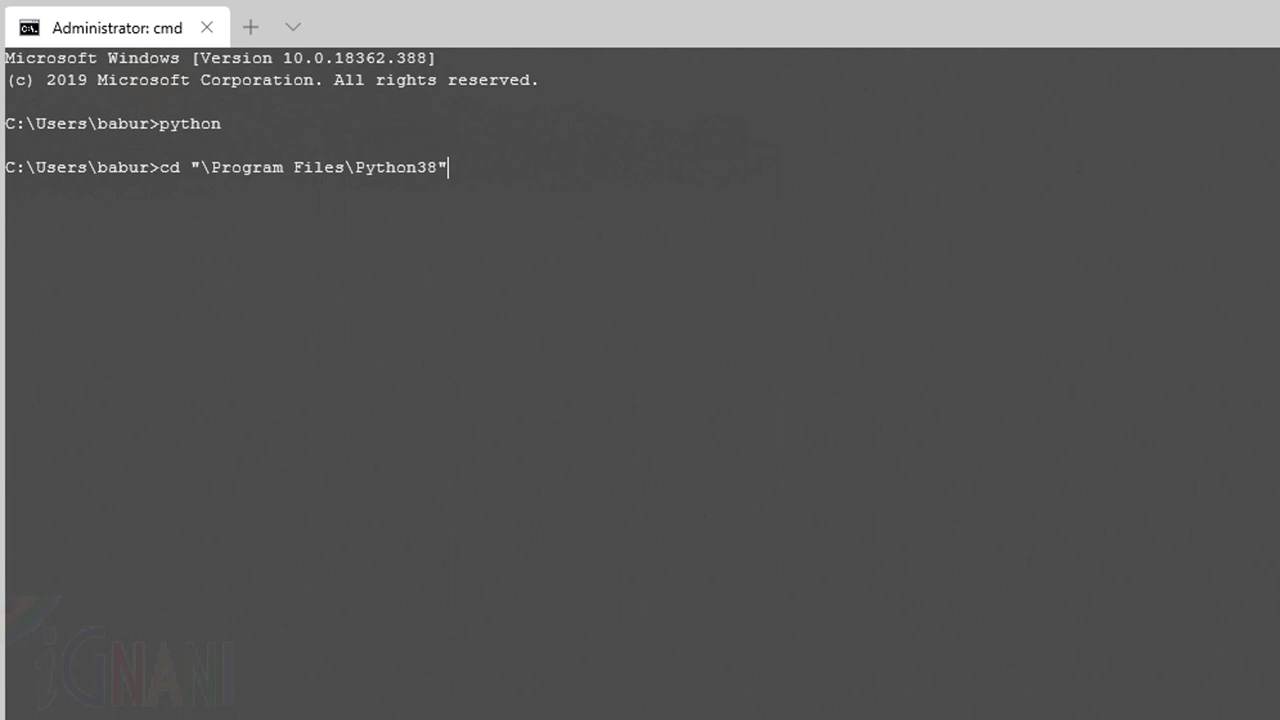 Administrator: cmd
Microsoft Windows [Version 10.0.18362.388]
(c) 2019 Microsoft Corporation. All rights reserved.
C:\Users\babur>python
C:\Users\babur>cd "\Program Files\Python38"
iGNANI